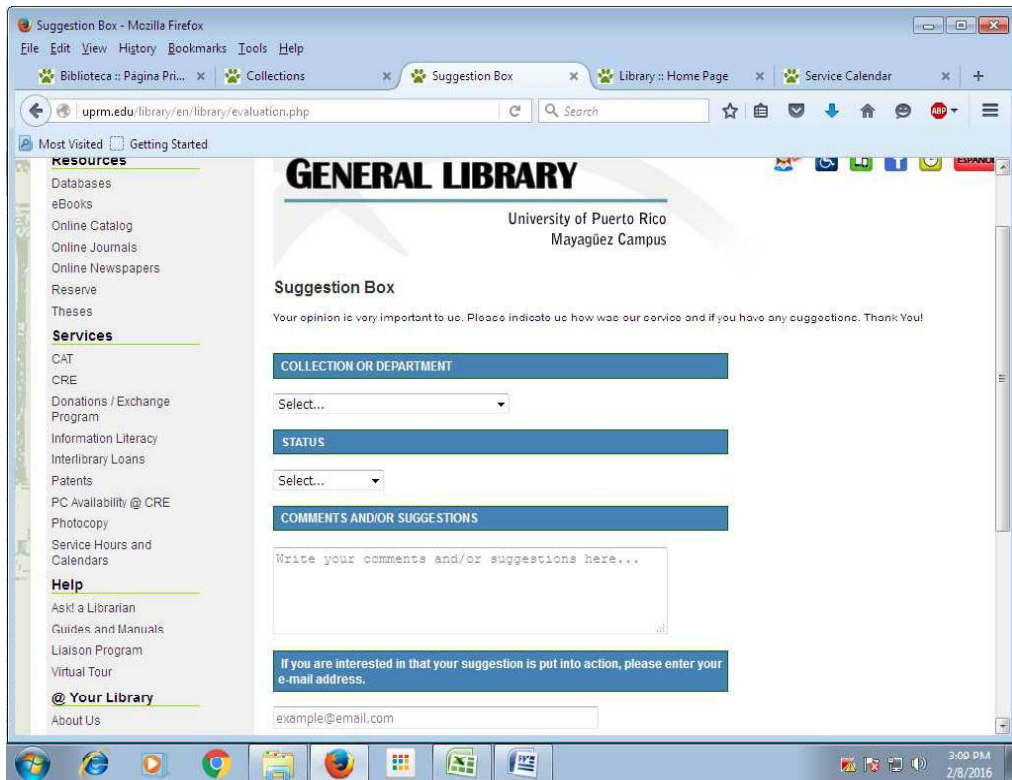 Suggestion Box - Mozilla Firefox
File Edit View History Bookmarks Tools Help
Biblioteca :: Página Pri... Collections Suggestion Box Library :: Home Page Service Calendar
uprm.edu/library/en/library/evaluation.php Search ABP
Most Visited Getting Started
Resources
Databases
eBooks
Online Catalog
Online Journals
Online Newspapers
Reserve
Theses
Services
CAT
CRE
Donations / Exchange
Program
Information Literacy
Interlibrary Loans
Patents
PC Availability @ CRE
Photocopy
Service Hours and
Calendars
Help
Ask! a Librarian
Guides and Manuals
Liaison Program
Virtual Tour
@ Your Library
About Us
GENERAL LIBRARY
ESPAÑOL
University of Puerto Rico
Mayagüez Campus
Suggestion Box
Your opinion is very important to us. Please indicate us how was our service and if you have any suggestions. Thank You!
COLLECTION OR DEPARTMENT
Select...
STATUS
Select...
COMMENTS AND/OR SUGGESTIONS
Write your comments and/or suggestions here...
If you are interested in that your suggestion is put into action, please enter your
e-mail address.
example@email.com
3:09 PM
2/8/2016